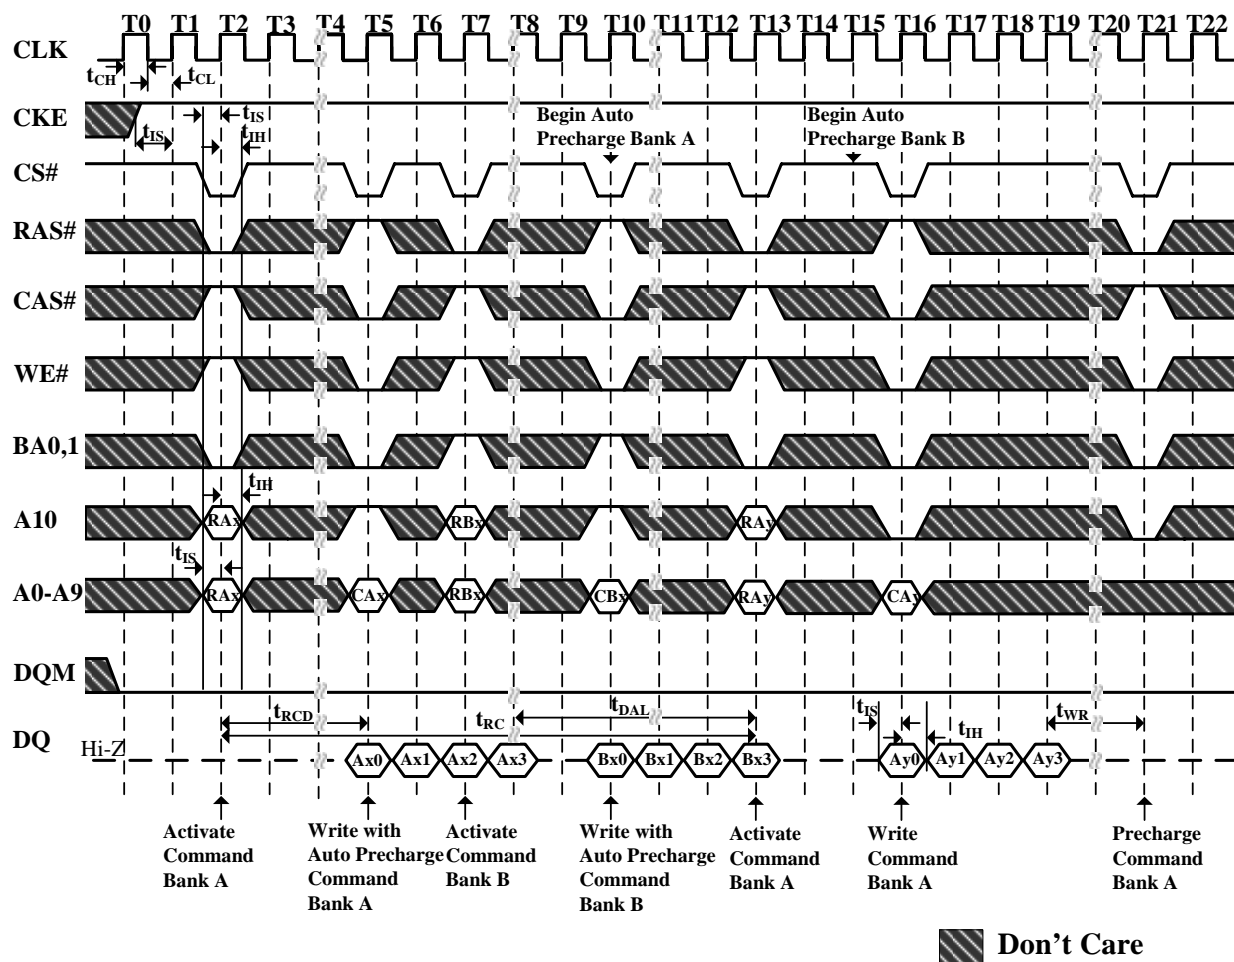 T0 T1 T2 T3 T4 T5 T6 T7 T8 T9 T10 T11 T12 T13 T14 T15 T16 T17 T18 T19 T20 T21 T22
CLK
tCH tCL
CKE
tIS
tIS
tIH
Begin Auto
Precharge Bank A
Begin Auto
Precharge Bank B
CS#
RAS#
CAS#
WE#
BA0,1
tIH
A10
RAx RBx RAy
tIS
A0-A9
RAx CAx RBx CBx RAy CAy
DQM
tRCD
tRC
tDAL
tIS
tIH
tWR
DQ
Hi-Z
Ax0 Ax1 Ax2 Ax3 Bx0 Bx1 Bx2 Bx3 Ay0 Ay1 Ay2 Ay3
Activate
Command
Bank A
Write with
Auto Precharge
Command
Bank A
Activate
Command
Bank B
Write with
Auto Precharge
Command
Bank B
Activate
Command
Bank A
Write
Command
Bank A
Precharge
Command
Bank A
Don't Care